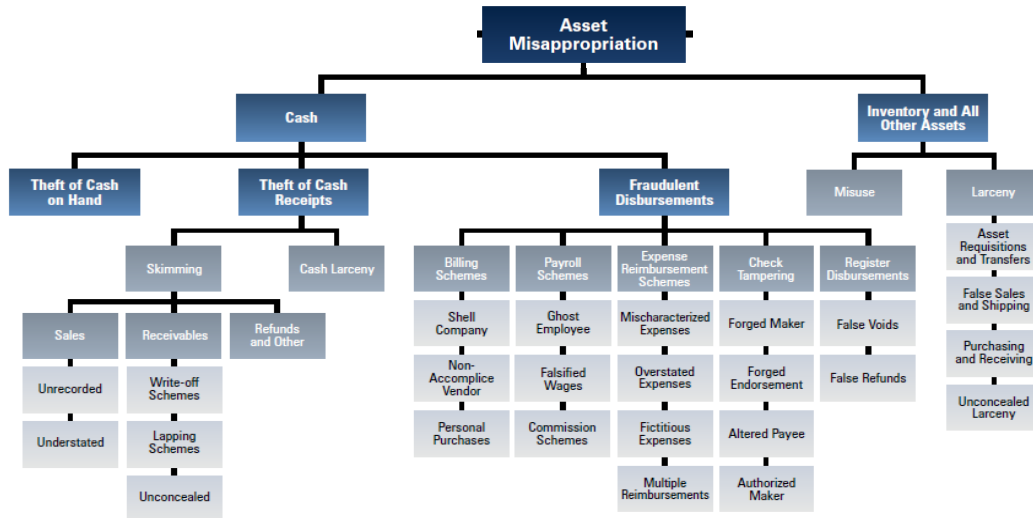 Asset
Misappropriation
Cash
Inventory and All
Other Assets
Theft of Cash
on Hand
Theft of Cash
Receipts
Fraudulent
Disbursements
Misuse
Larceny
Asset
Requisitions
and Transfers
False Sales
and Shipping
Purchasing
and Receiving
Unconcealed
Larceny
Skimming
Cash Larceny
Billing
Schemes
Payroll
Schemes
Expense
Reimbursement
Schemes
Check
Tampering
Register
Disbursements
Sales
Receivables
Refunds
and Other
Unrecorded
Understated
Write-off
Schemes
Lapping
Schemes
Unconcealed
Shell
Company
Non-
Accomplice
Vendor
Personal
Purchases
Ghost
Employee
Falsified
Wages
Commission
Schemes
Mischaracterized
Expenses
Overstated
Expenses
Fictitious
Expenses
Multiple
Reimbursements
Forged Maker
Forged
Endorsement
Altered Payee
Authorized
Maker
False Voids
False Refunds